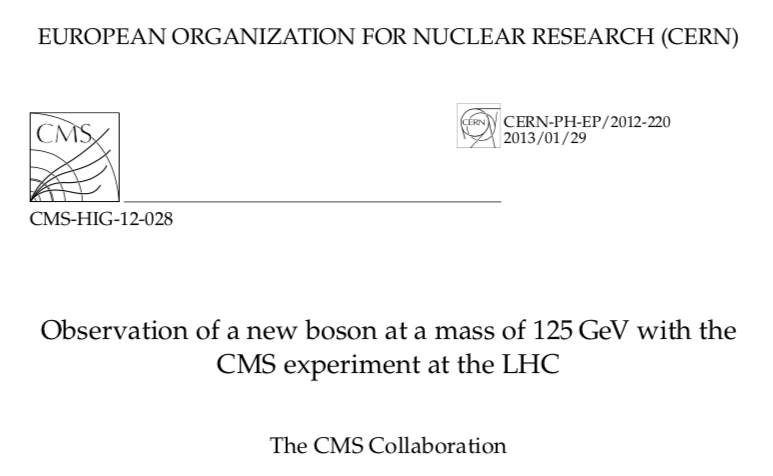 EUROPEAN ORGANIZATION FOR NUCLEAR RESEARCH (CERN)
CMS
CERN
CERN-PH-EP/2012-220
2013/01/29
CMS-HIG-12-028
Observation of a new boson at a mass of 125 GeV with the
CMS experiment at the LHC
The CMS Collaboration